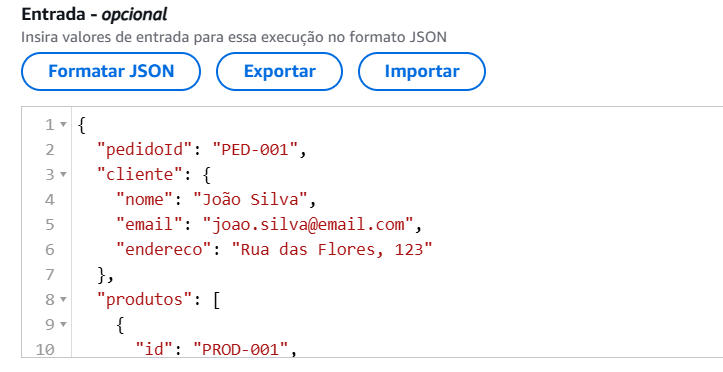 Entrada - opcional
Insira valores de entrada para essa execução no formato JSON
Formatar JSON Exportar Importar
1 {
2 "pedidoId": "PED-001",
3 "cliente": {
4 "nome": "João Silva",
5 "email": "joao.silva@email.com",
6 "endereco": "Rua das Flores, 123"
7 },
8 "produtos": [
9 {
10 "id": "PROD-001",